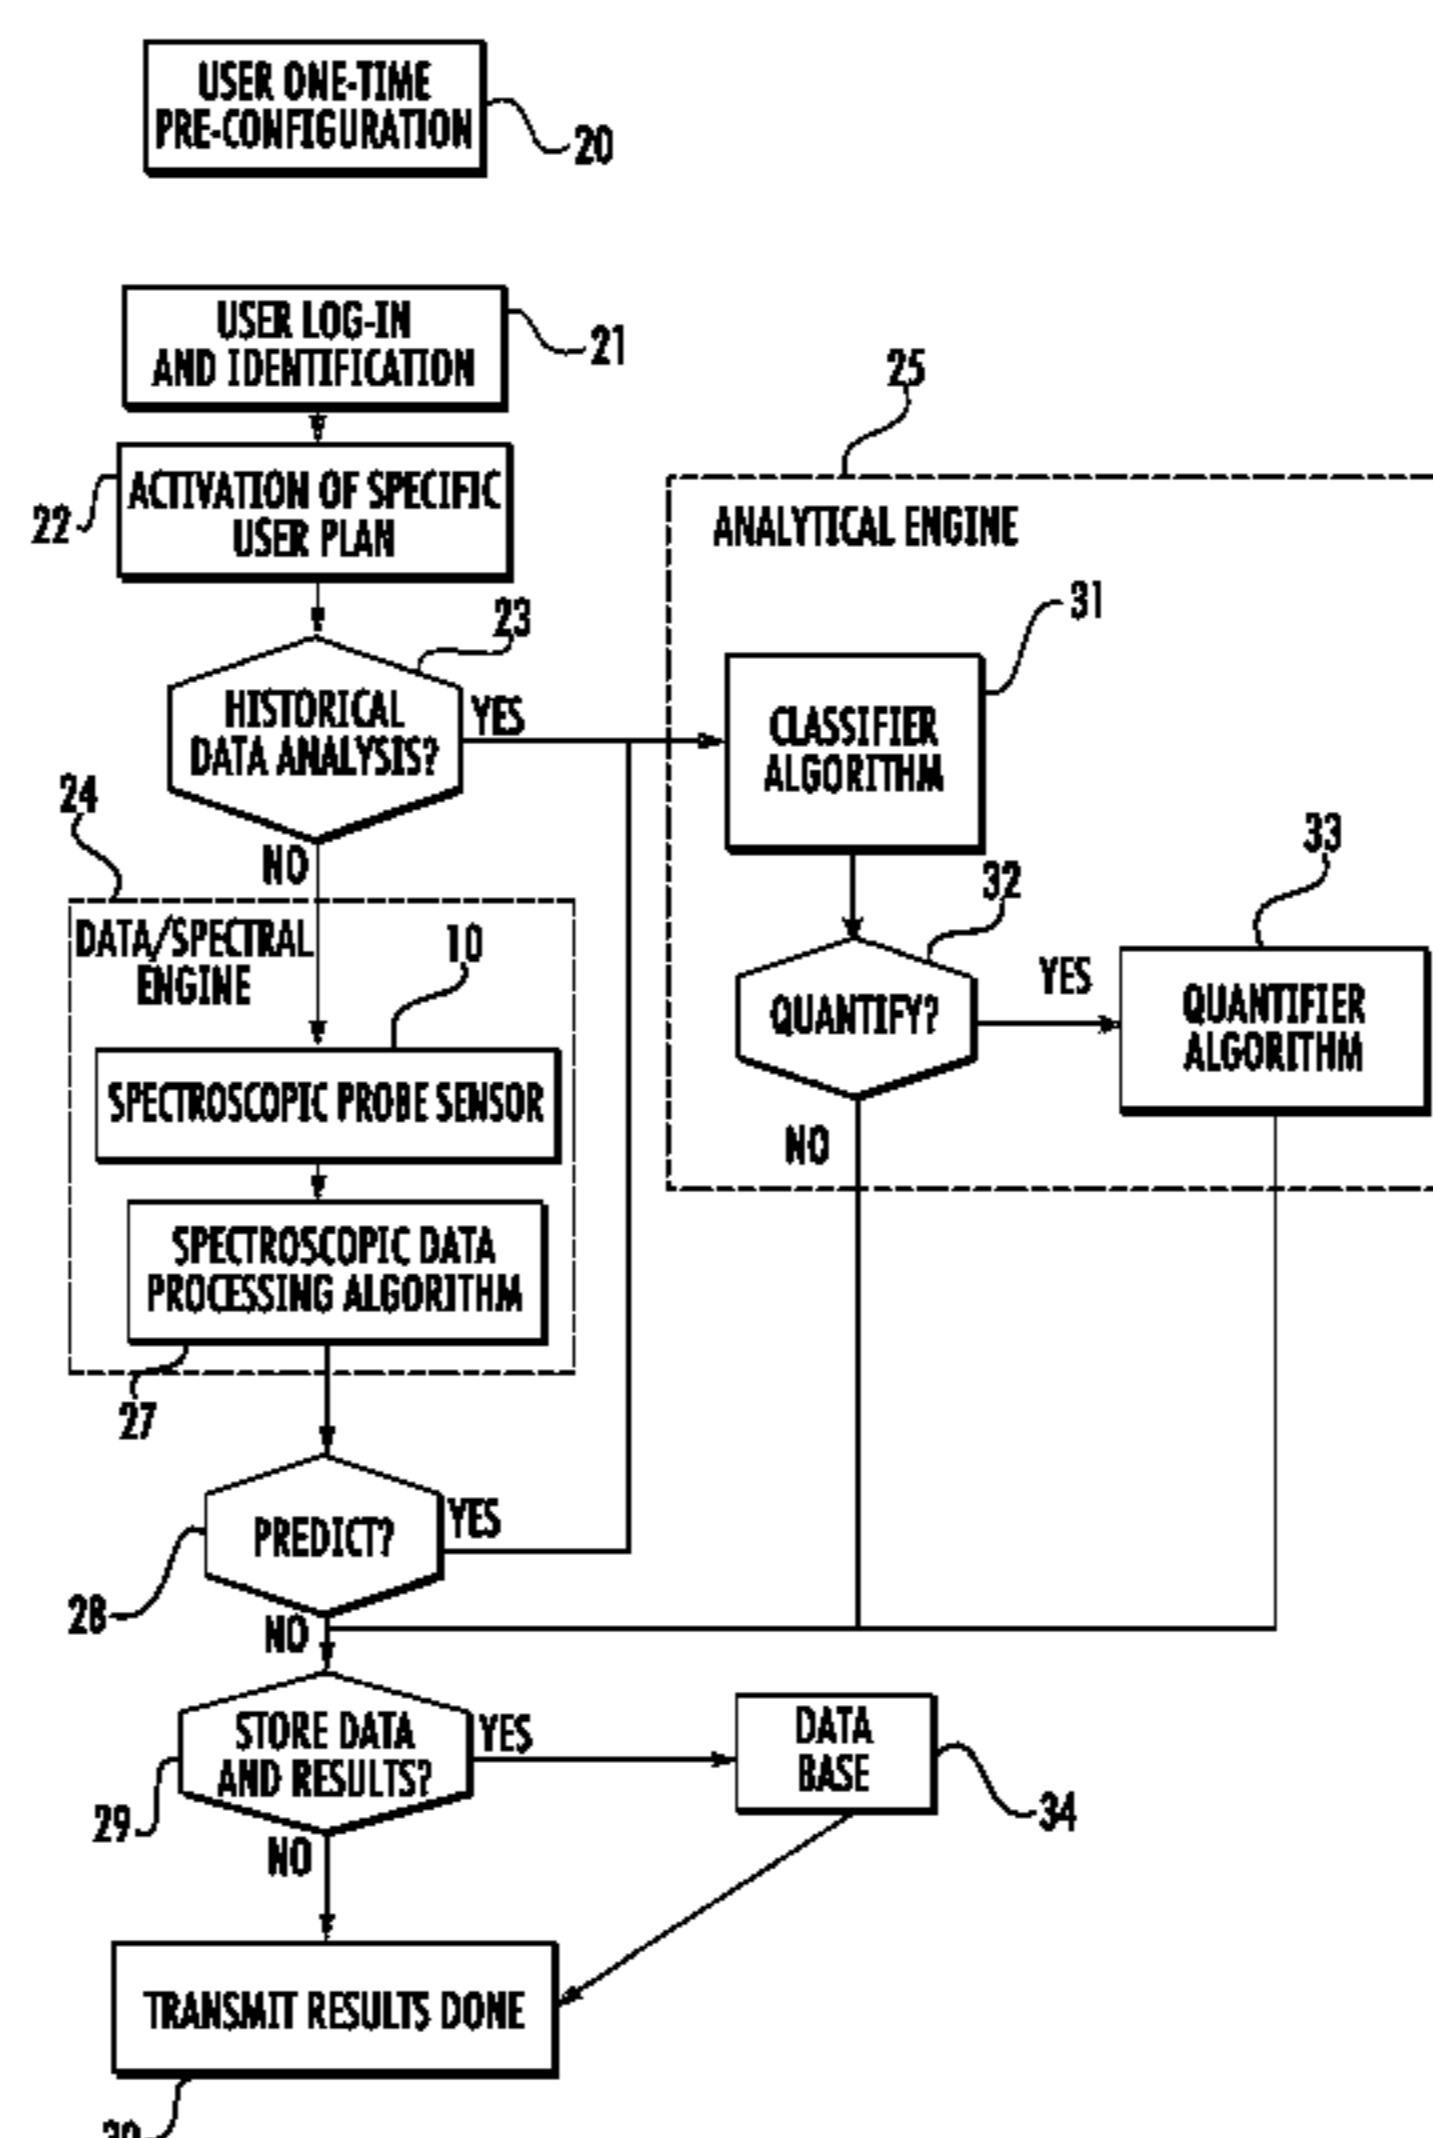 USER ONE-TIME
PRE-CONFIGURATION
20
USER LOG-IN
AND IDENTIFICATION
21
ACTIVATION OF SPECIFIC
USER PLAN
22
23
HISTORICAL
DATA ANALYSIS?
YES
NO
24
DATA/SPECTRAL
ENGINE
10
SPECTROSCOPIC PROBE SENSOR
SPECTROSCOPIC DATA
PROCESSING ALGORITHM
27
PREDICT?
YES
28
NO
STORE DATA
AND RESULTS?
YES
29
NO
DATA
BASE
34
TRANSMIT RESULTS DONE
25
ANALYTICAL ENGINE
31
CLASSIFIER
ALGORITHM
32
QUANTIFY?
YES
NO
33
QUANTIFIER
ALGORITHM